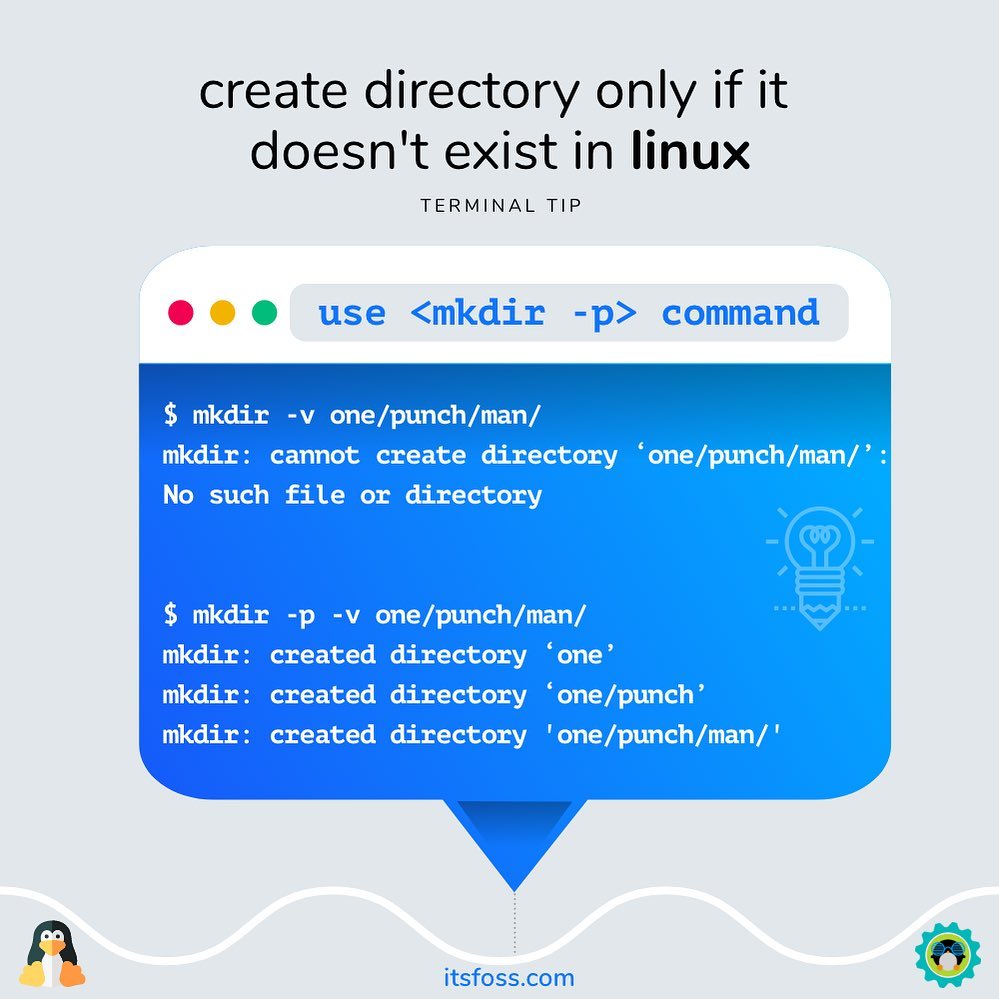 create directory only if it
doesn't exist in linux
TERMINAL TIP
use <mkdir -p> command
$ mkdir -v one/punch/man/
mkdir: cannot create directory ‘one/punch/man/’:
No such file or directory
$ mkdir -p -v one/punch/man/
mkdir: created directory ‘one’
mkdir: created directory ‘one/punch’
mkdir: created directory 'one/punch/man/'
itsfoss.com